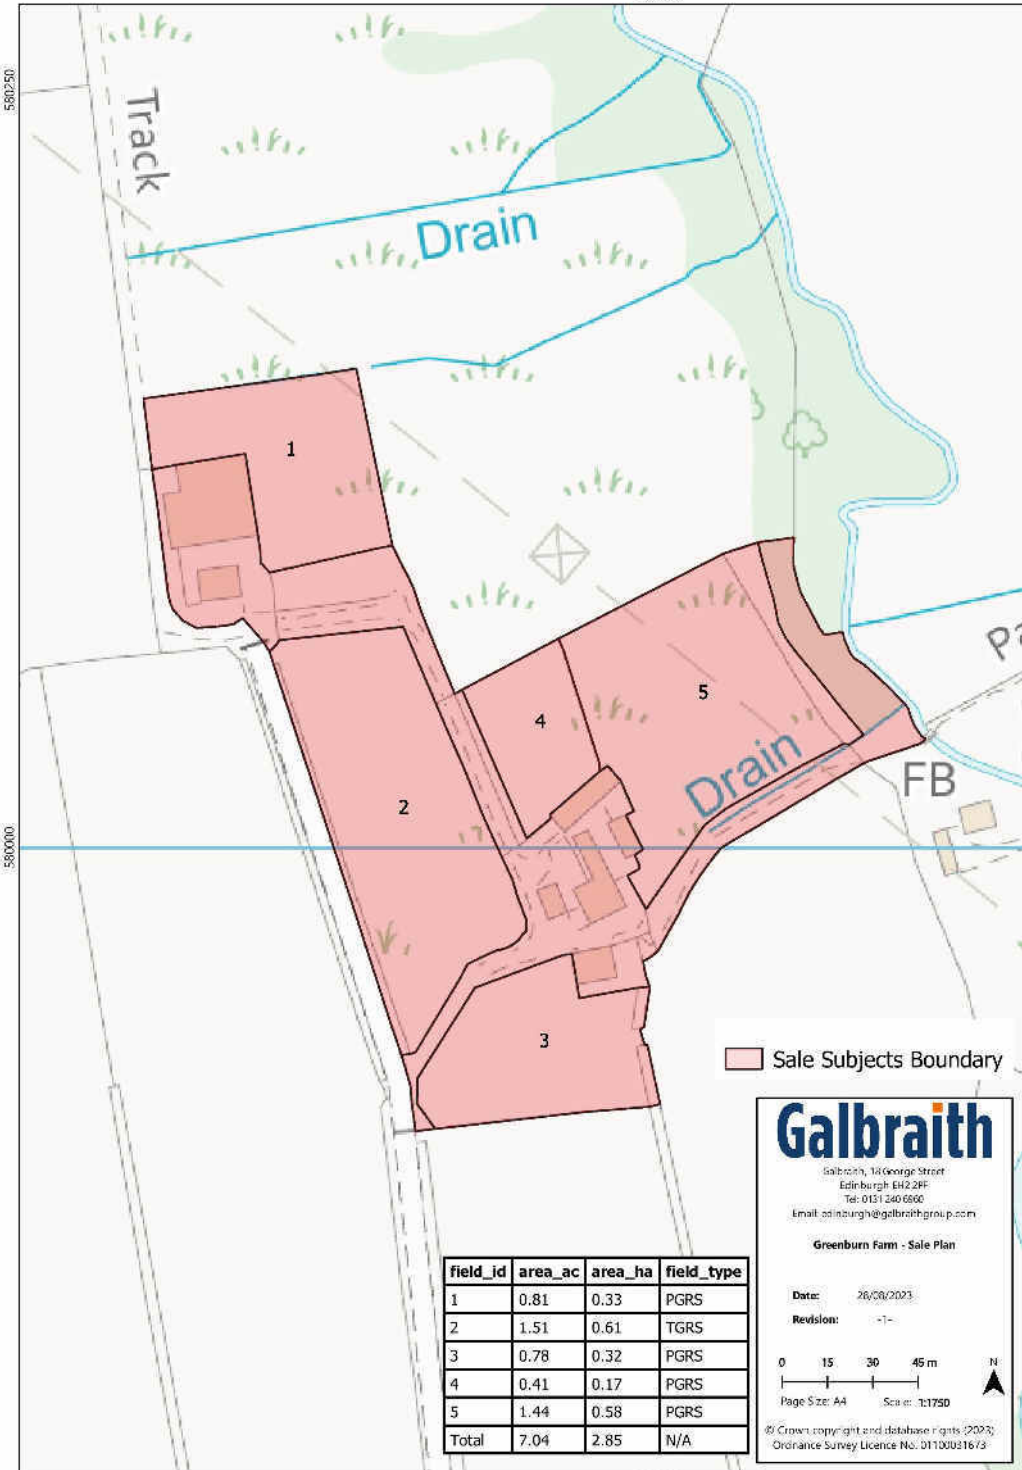 580250
Track
Drain
1
4
5
2
Drain
FB
580000
3
Sale Subjects Boundary
Galbraith
Galbraith, 18 George Street
Edinburgh EH2 2PF
Tel: 0131 240 6960
Email: edinburgh@galbraithgroup.com
Greenburn Farm - Sale Plan
Date: 28/08/2023
Revision: -1-
0 15 30 45 m N
Page Size: A4 Scale: 1:1750
© Crown copyright and database rights (2023)
Ordnance Survey Licence No. 01100031673
field_id area_ac area_ha field_type
1 0.81 0.33 PGRS
2 1.51 0.61 TGRS
3 0.78 0.32 PGRS
4 0.41 0.17 PGRS
5 1.44 0.58 PGRS
Total 7.04 2.85 N/A